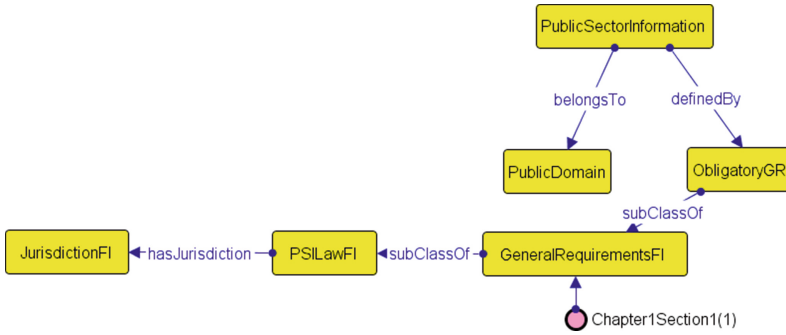 PublicSectorInformation
belongsTo
definedBy
PublicDomain
ObligatoryGR
subClassOf
JurisdictionFI
hasJurisdiction
PSILawFI
subClassOf
GeneralRequirementsFI
Chapter1Section1(1)